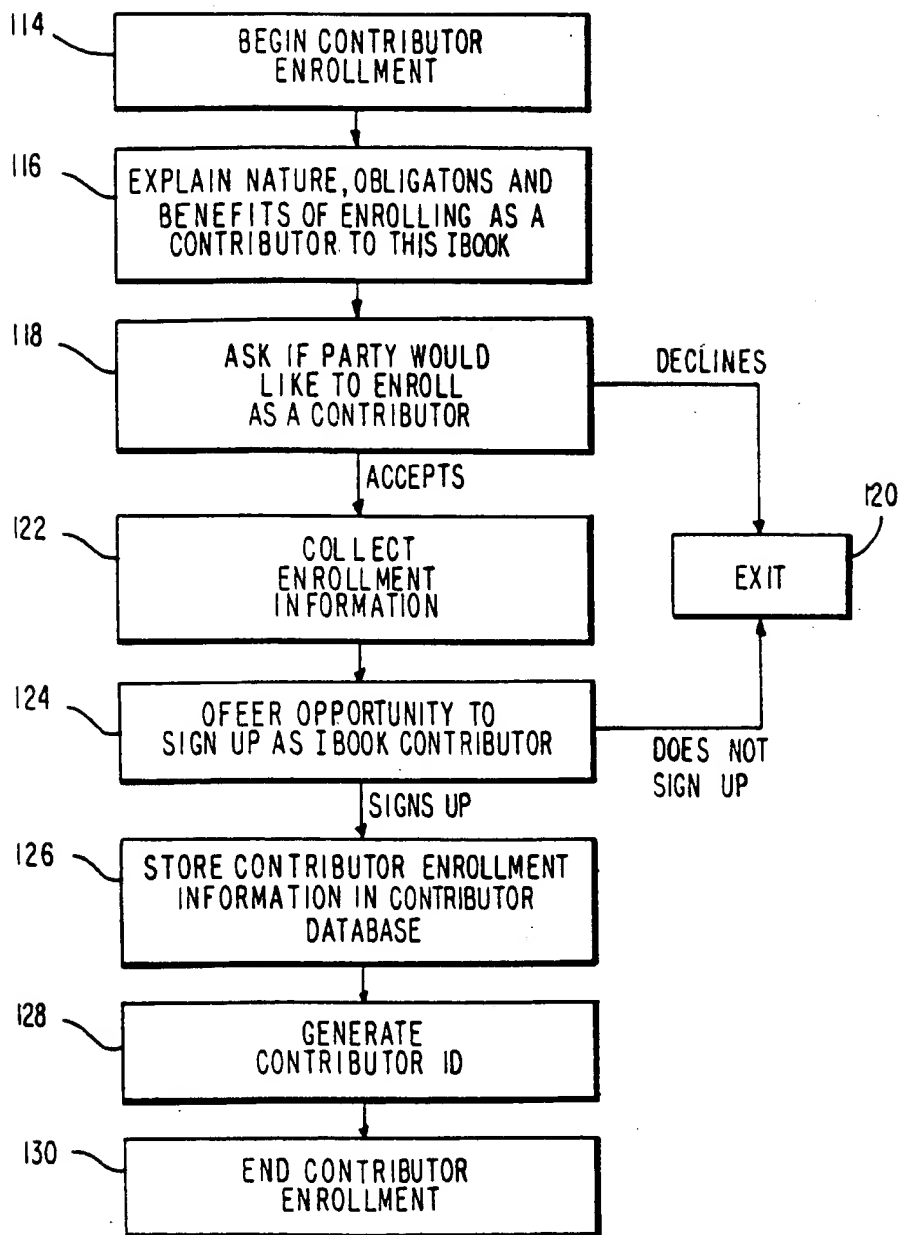 114
BEGIN CONTRIBUTOR
ENROLLMENT
116
EXPLAIN NATURE, OBLIGATONS AND
BENEFITS OF ENROLLING AS A
CONTRIBUTOR TO THIS IBOOK
118
ASK IF PARTY WOULD
LIKE TO ENROLL
AS A CONTRIBUTOR
DECLINES
ACCEPTS
120
EXIT
122
COLLECT
ENROLLMENT
INFORMATION
124
OFEER OPPORTUNITY TO
SIGN UP AS IBOOK CONTRIBUTOR
DOES NOT
SIGN UP
SIGNS UP
126
STORE CONTRIBUTOR ENROLLMENT
INFORMATION IN CONTRIBUTOR
DATABASE
128
GENERATE
CONTRIBUTOR ID
130
END CONTRIBUTOR
ENROLLMENT